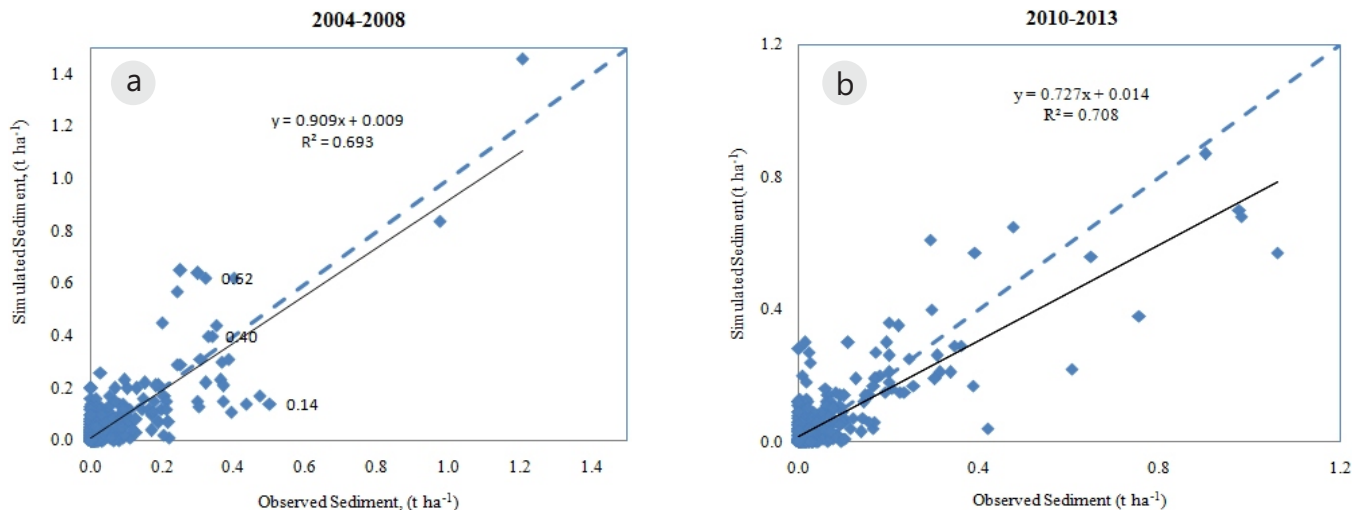 2004-2008
a
y = 0.909x + 0.009
R² = 0.693
Simulated Sediment, (t ha⁻¹)
1.4
1.2
1.0
0.8
0.6
0.4
0.2
0.0
0.62
0.40
0.14
0.0 0.2 0.4 0.6 0.8 1.0 1.2 1.4
Observed Sediment, (t ha⁻¹)
2010-2013
b
y = 0.727x + 0.014
R² = 0.708
Simulated Sediment (t ha⁻¹)
1.2
0.8
0.4
0.0
0.0 0.4 0.8 1.2
Observed Sediment (t ha⁻¹)